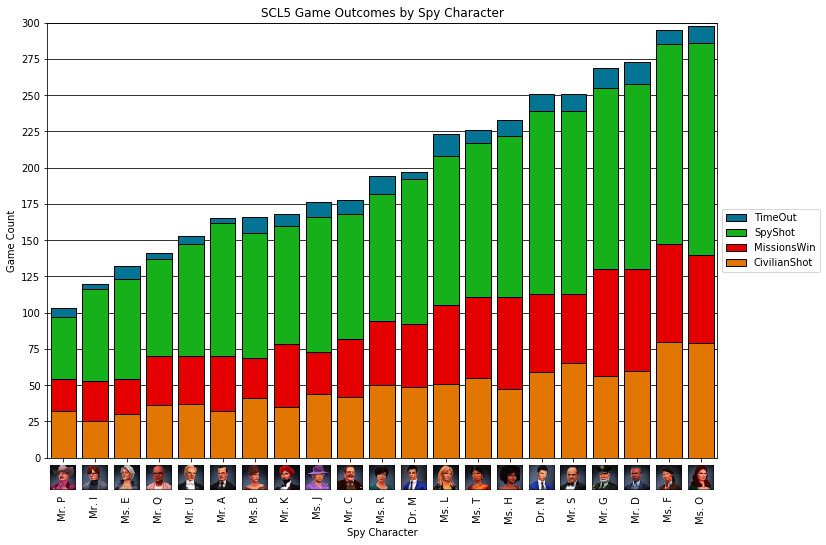 SCL5 Game Outcomes by Spy Character
300
275
250
225
200
175
150
125
100
75
50
25
0
Game Count
TimeOut
SpyShot
MissionsWin
CivilianShot
Mr. P
Mr. I
Ms. E
Mr. Q
Mr. U
Mr. A
Ms. B
Mr. K
Ms. J
Mr. C
Ms. R
Dr. M
Ms. L
Ms. T
Ms. H
Dr. N
Mr. S
Mr. G
Mr. D
Ms. F
Ms. O
Spy Character